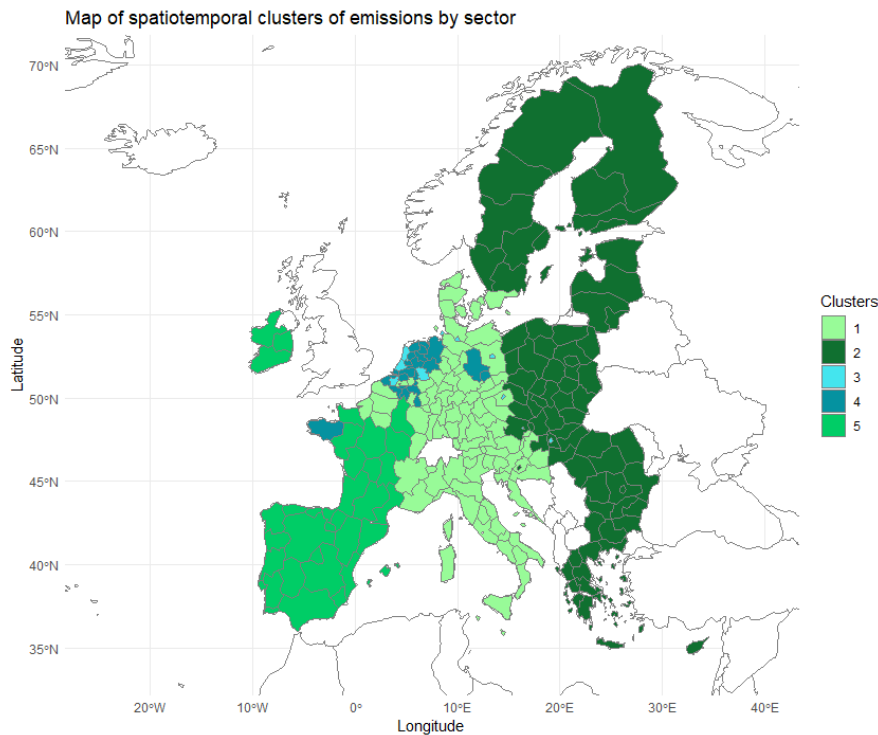 Map of spatiotemporal clusters of emissions by sector
70°N
65°N
60°N
55°N
50°N
45°N
40°N
35°N
Latitude
20°W
10°W
0°
10°E
20°E
30°E
40°E
Longitude
Clusters
1
2
3
4
5